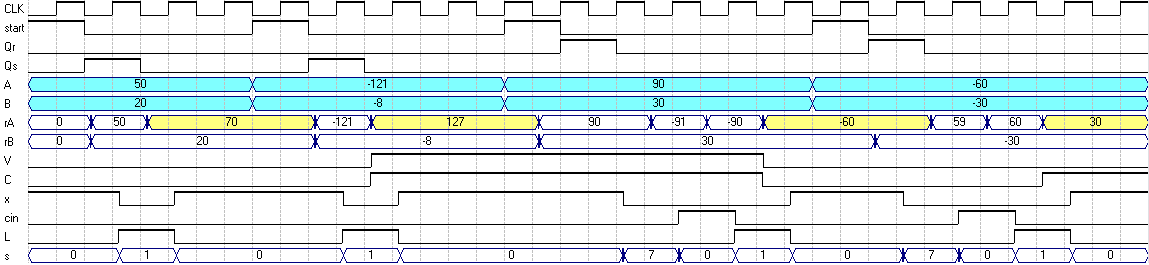 CLK
start
Qr
Qs
A 50 -121 90 -60
B 20 -8 30 -30
rA 0 50 70 -121 127 90 -91 -90 -60 59 60 30
rB 0 20 -8 30 -30
V
C
x
cin
L
s 0 1 0 1 0 7 0 1 0 7 0 1 0